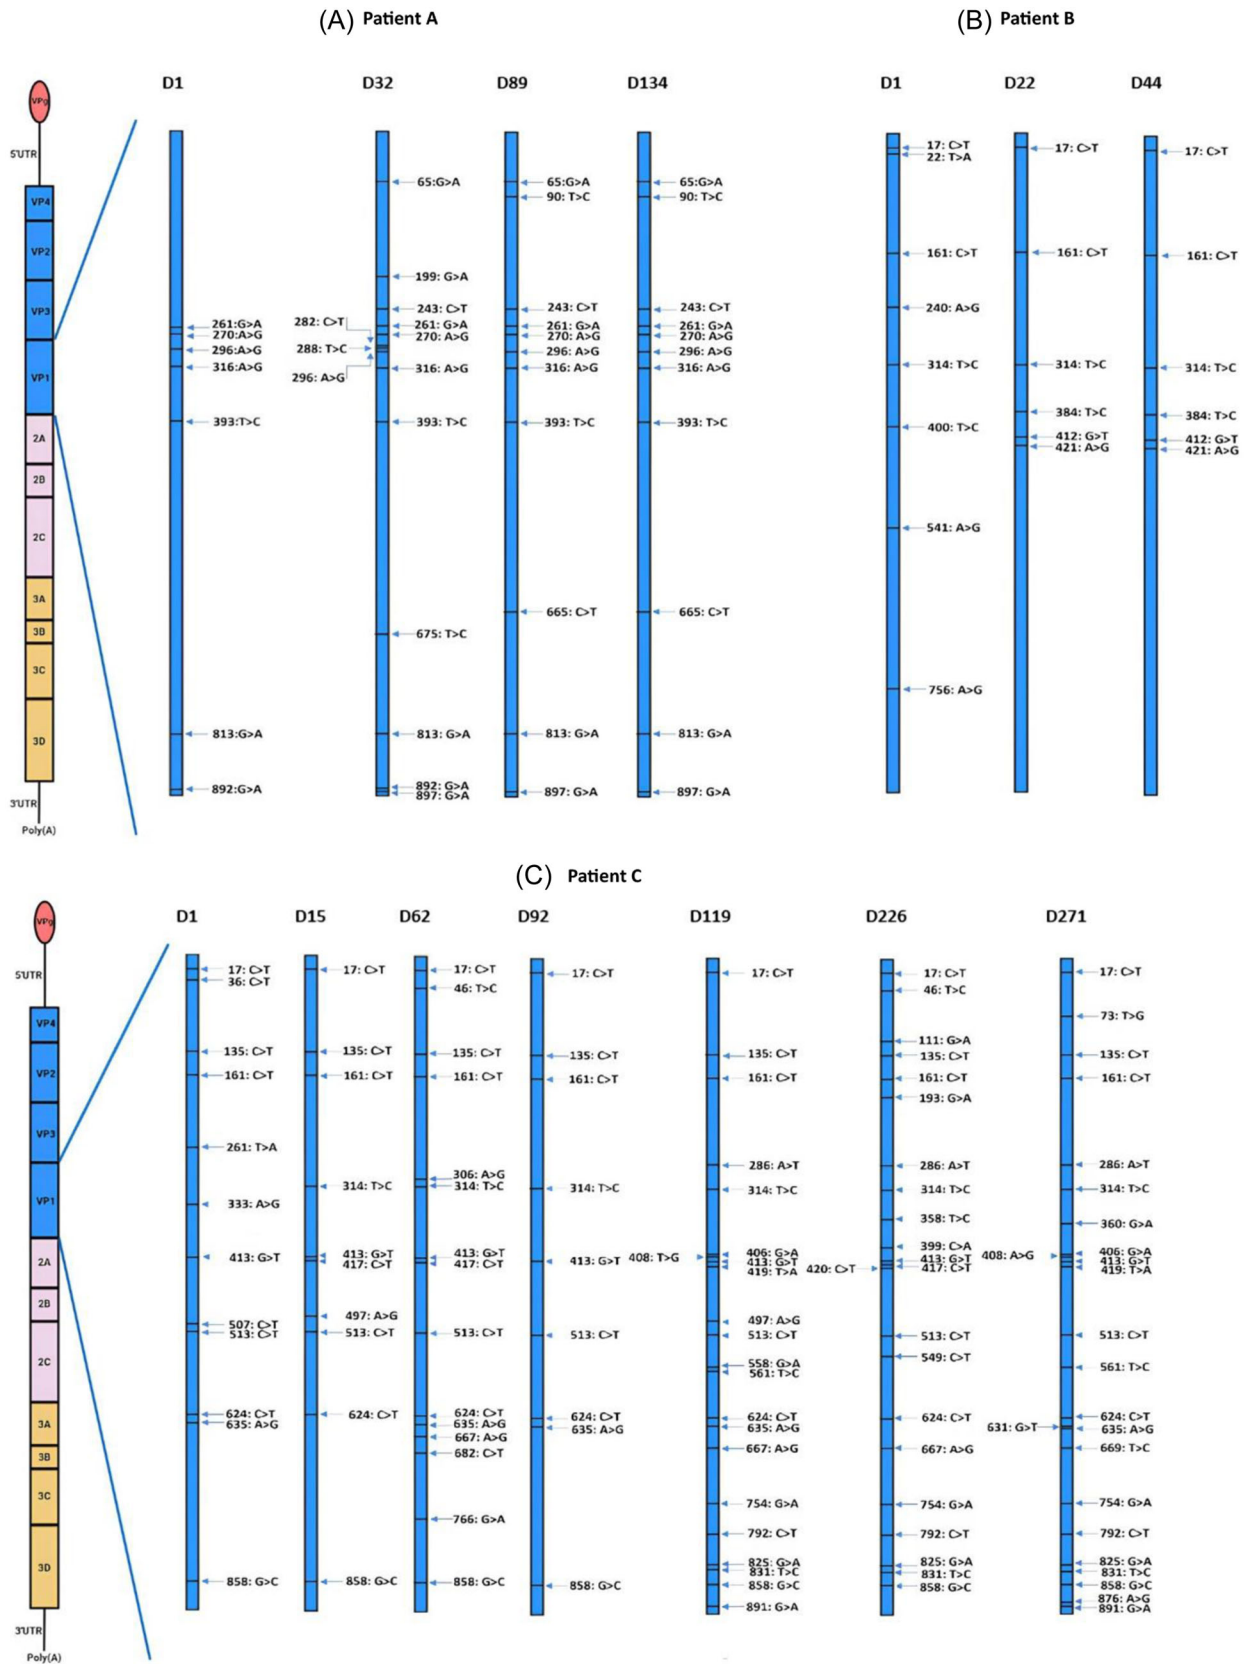 (A) Patient A
(B) Patient B
D1
D32
D89
D134
D1
D22
D44
VPg
5'UTR
VP4
VP2
VP3
VP1
2A
2B
2C
3A
3B
3C
3D
3'UTR
Poly(A)
261:G>A
270:A>G
296:A>G
316:A>G
393:T>C
813:G>A
892:G>A
65:G>A
199: G>A
243: C>T
261: G>A
270: A>G
282: C>T
288: T>C
296: A>G
316: A>G
393: T>C
675: T>C
813: G>A
892: G>A
897: G>A
65:G>A
90: T>C
243: C>T
261: G>A
270: A>G
296: A>G
316: A>G
393: T>C
665: C>T
813: G>A
897: G>A
65:G>A
90: T>C
243: C>T
261: G>A
270: A>G
296: A>G
316: A>G
393: T>C
665: C>T
813: G>A
897: G>A
17: C>T
22: T>A
161: C>T
240: A>G
314: T>C
400: T>C
541: A>G
756: A>G
17: C>T
161: C>T
314: T>C
384: T>C
412: G>T
421: A>G
17: C>T
161: C>T
314: T>C
384: T>C
412: G>T
421: A>G
(C) Patient C
D1
D15
D62
D92
D119
D226
D271
VPg
5'UTR
VP4
VP2
VP3
VP1
2A
2B
2C
3A
3B
3C
3D
3'UTR
Poly(A)
17: C>T
36: C>T
135: C>T
161: C>T
261: T>A
333: A>G
413: G>T
507: C>T
513: C>T
624: C>T
635: A>G
858: G>C
17: C>T
135: C>T
161: C>T
314: T>C
413: G>T
417: C>T
497: A>G
513: C>T
624: C>T
858: G>C
17: C>T
46: T>C
135: C>T
161: C>T
306: A>G
314: T>C
413: G>T
417: C>T
513: C>T
624: C>T
635: A>G
667: A>G
682: C>T
766: G>A
858: G>C
17: C>T
135: C>T
161: C>T
314: T>C
413: G>T
513: C>T
624: C>T
635: A>G
858: G>C
17: C>T
135: C>T
161: C>T
286: A>T
314: T>C
406: G>A
408: T>G
413: G>T
419: T>A
497: A>G
513: C>T
558: G>A
561: T>C
624: C>T
635: A>G
667: A>G
754: G>A
792: C>T
825: G>A
831: T>C
858: G>C
891: G>A
17: C>T
46: T>C
111: G>A
135: C>T
161: C>T
193: G>A
286: A>T
314: T>C
358: T>C
399: C>A
413: G>T
417: C>T
420: C>T
513: C>T
549: C>T
624: C>T
667: A>G
754: G>A
792: C>T
825: G>A
831: T>C
858: G>C
17: C>T
73: T>G
135: C>T
161: C>T
286: A>T
314: T>C
360: G>A
406: G>A
408: A>G
413: G>T
419: T>A
513: C>T
561: T>C
624: C>T
631: G>T
635: A>G
669: T>C
754: G>A
792: C>T
825: G>A
831: T>C
858: G>C
876: A>G
891: G>A